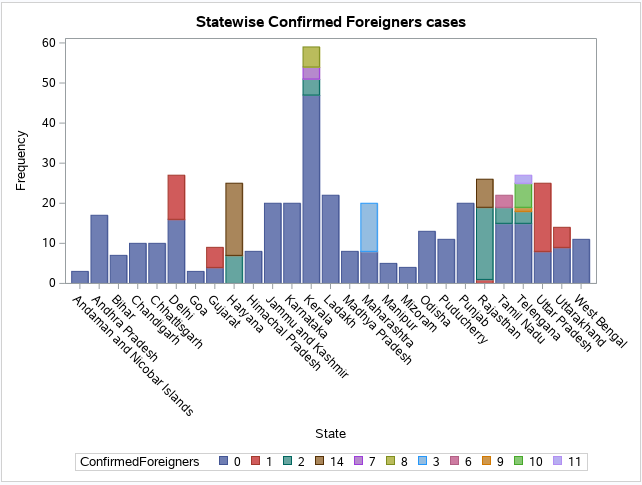 Statewise Confirmed Foreigners cases
Frequency
60
50
40
30
20
10
0
Andaman and Nicobar Islands
Andhra Pradesh
Bihar
Chandigarh
Chhattisgarh
Delhi
Goa
Gujarat
Haryana
Himachal Pradesh
Jammu and Kashmir
Karnataka
Kerala
Ladakh
Madhya Pradesh
Maharashtra
Manipur
Mizoram
Odisha
Puducherry
Punjab
Rajasthan
Tamil Nadu
Telengana
Uttar Pradesh
Uttarakhand
West Bengal
State
ConfirmedForeigners 0 1 2 14 7 8 3 6 9 10 11